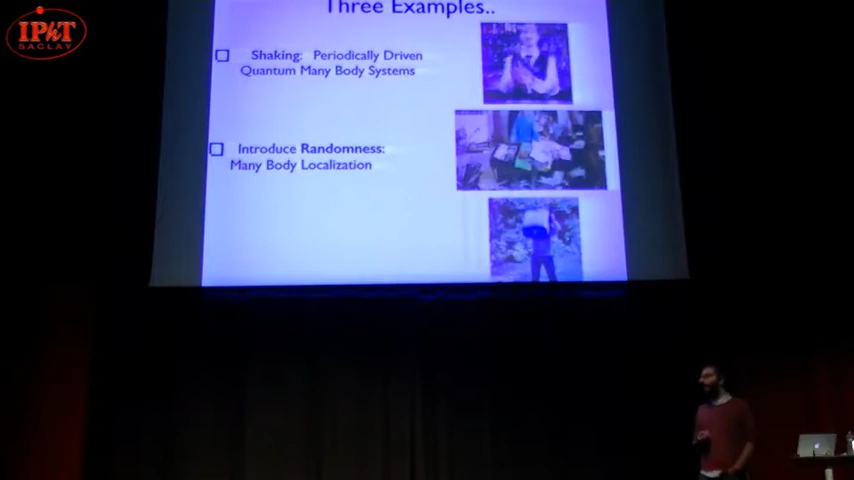 IPhT
SACLAY
Three Examples..
Shaking: Periodically Driven
Quantum Many Body Systems
Introduce Randomness:
Many Body Localization